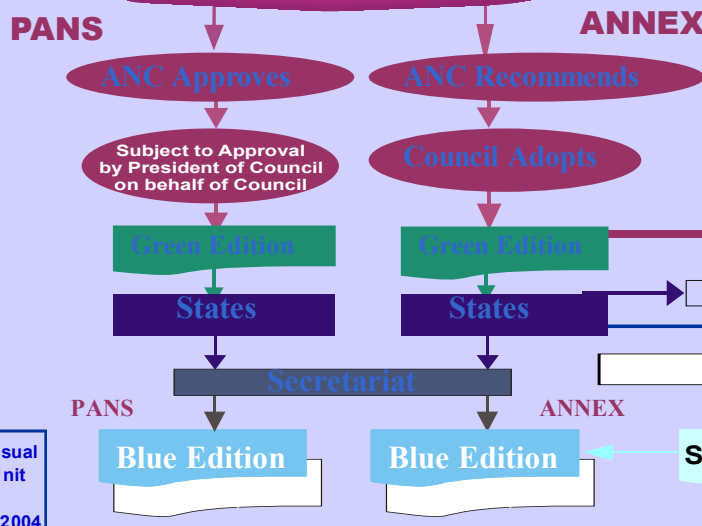 PANS
ANNEX
ANC Approves
ANC Recommends
Subject to Approval
by President of Council
on behalf of Council
Council Adopts
Green Edition
Green Edition
States
States
Secretariat
PANS
ANNEX
Blue Edition
Blue Edition
sual
nit
2004
S